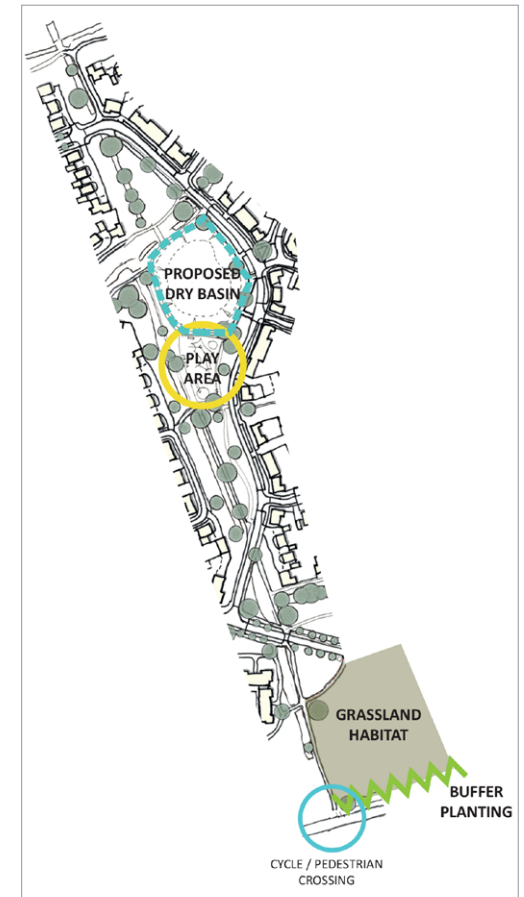 PROPOSED
DRY BASIN
PLAY
AREA
GRASSLAND
HABITAT
BUFFER
PLANTING
CYCLE / PEDESTRIAN
CROSSING